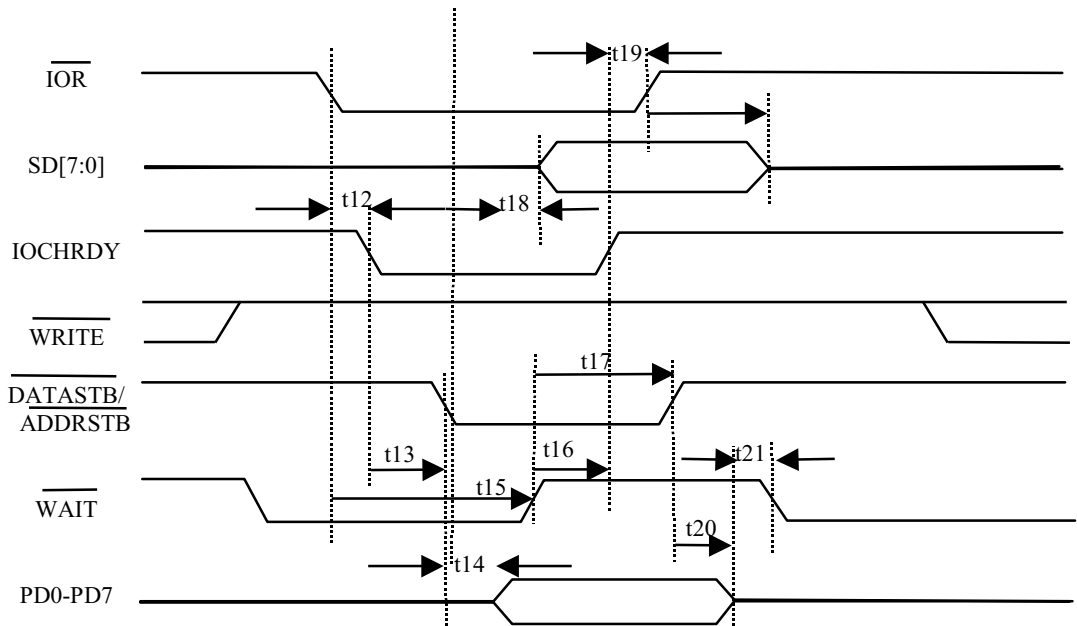 t19
IOR
SD[7:0]
t12
t18
IOCHRDY
WRITE
t17
DATASTB/
ADDRSTB
t13
t16
t21
t15
WAIT
t20
t14
PD0-PD7